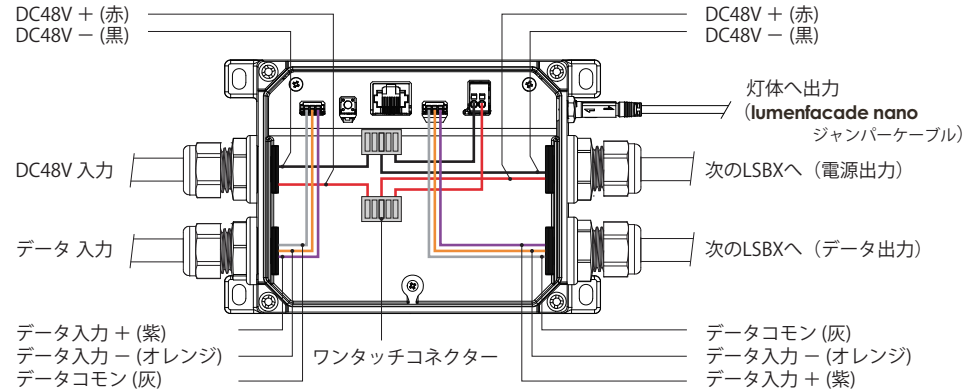 DC48V + (赤)
DC48V − (黒)
DC48V + (赤)
DC48V − (黒)
灯体へ出力
(lumenfacade nano
ジャンパーケーブル)
DC48V 入力
次のLSBXへ（電源出力）
データ 入力
次のLSBXへ（データ出力）
データ入力 + (紫)
データ入力 − (オレンジ)
データコモン (灰)
ワンタッチコネクター
データコモン (灰)
データ入力 − (オレンジ)
データ入力 + (紫)